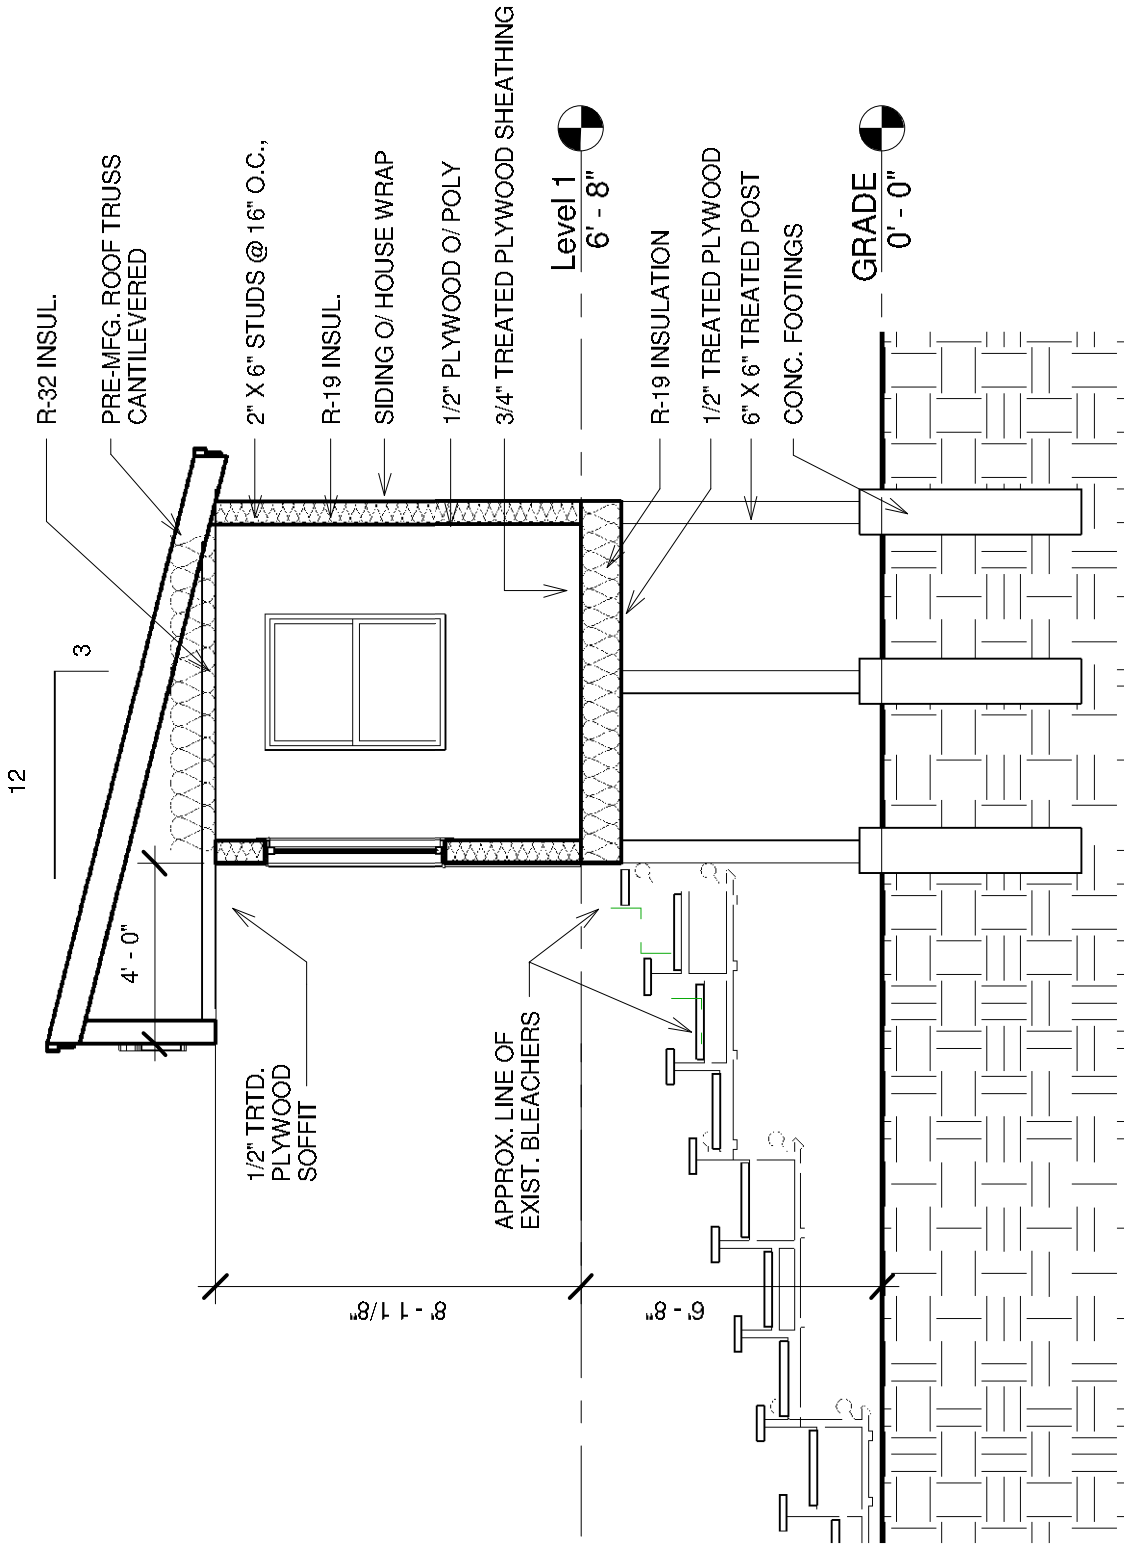 R-32 INSUL.
PRE-MFG. ROOF TRUSS
CANTILEVERED
2" X 6" STUDS @ 16" O.C.,
R-19 INSUL.
SIDING O/ HOUSE WRAP
1/2" PLYWOOD O/ POLY
3/4" TREATED PLYWOOD SHEATHING
Level 1
6' - 8"
R-19 INSULATION
1/2" TREATED PLYWOOD
6" X 6" TREATED POST
CONC. FOOTINGS
GRADE
0' - 0"
12
3
4' - 0"
1/2" TRTD.
PLYWOOD
SOFFIT
APPROX. LINE OF
EXIST. BLEACHERS
8' - 1 1/8"
6' - 8"